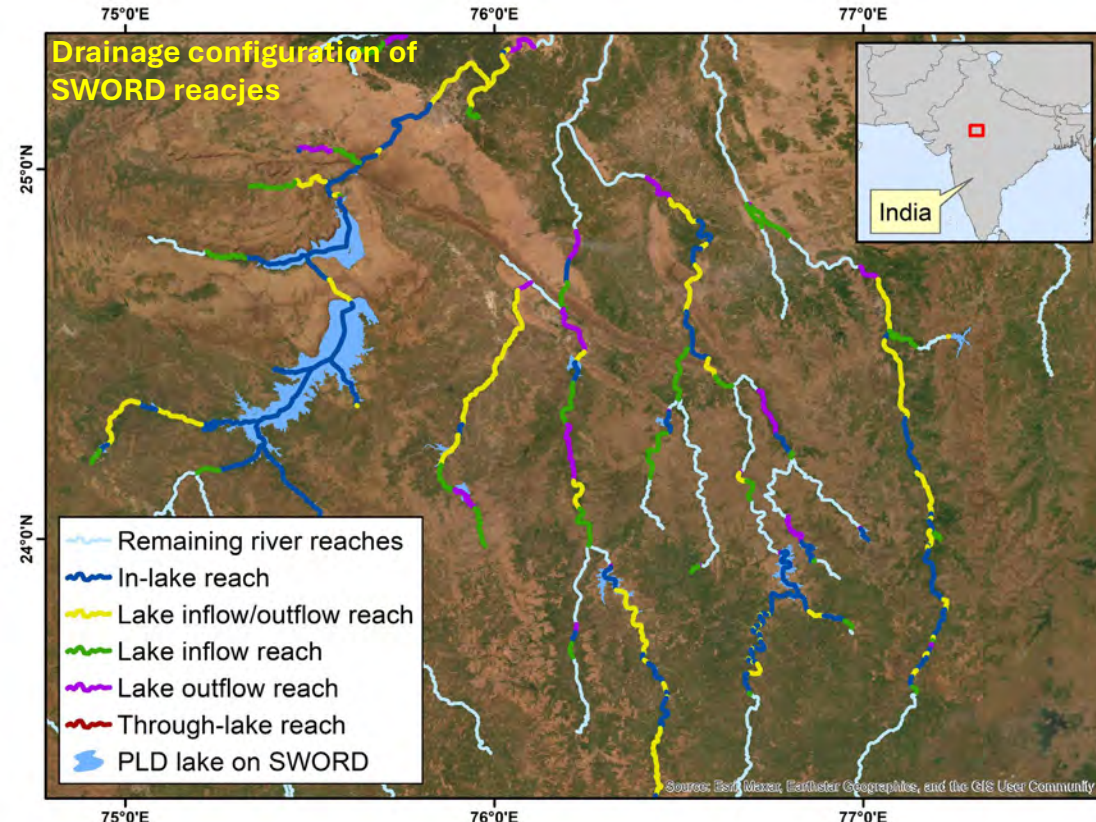 75°0'E
76°0'E
77°0'E
Drainage configuration of
SWORD reacjes
India
25°0'N
24°0'N
Remaining river reaches
In-lake reach
Lake inflow/outflow reach
Lake inflow reach
Lake outflow reach
Through-lake reach
PLD lake on SWORD
Source: Esri, Maxar, Earthstar Geographics, and the GIS User Community
75°0'E
76°0'E
77°0'E